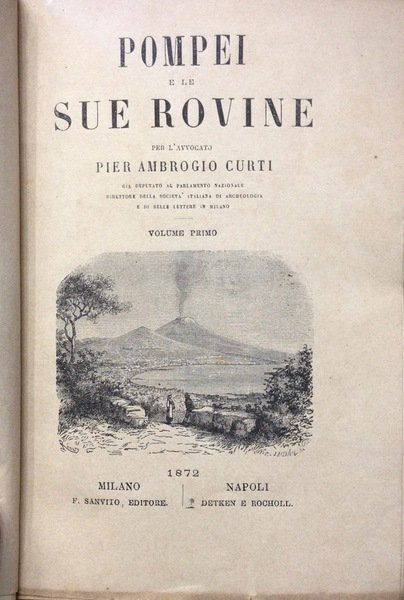 POMPEI
E LE
SUE ROVINE
PER L'AVVOCATO
PIER AMBROGIO CURTI
GIÀ DEPUTATO AL PARLAMENTO NAZIONALE
DIRETTORE DELLA SOCIETÀ ITALIANA DI ARCHEOLOGIA
E DI BELLE LETTERE IN MILANO
VOLUME PRIMO
1872
MILANO
F. SANVITO, EDITORE.
NAPOLI
DETKEN E ROCHOLL.